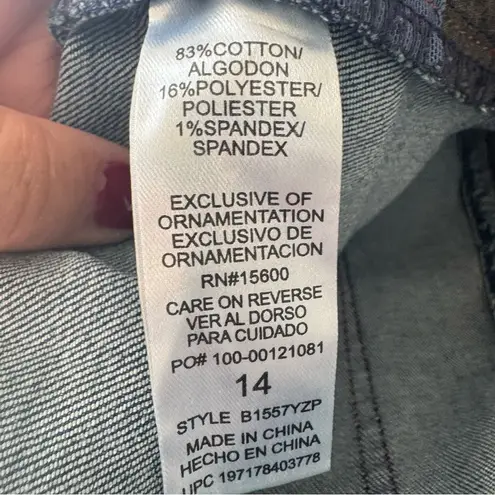 83%COTTON/
ALGODON
16%POLYESTER/
POLIESTER
1%SPANDEX/
SPANDEX
EXCLUSIVE OF
ORNAMENTATION
EXCLUSIVO DE
ORNAMENTACION
RN#15600
CARE ON REVERSE
VER AL DORSO
PARA CUIDADO
PO# 100-00121081
14
STYLE B1557YZP
MADE IN CHINA
HECHO EN CHINA
UPC 197178403778